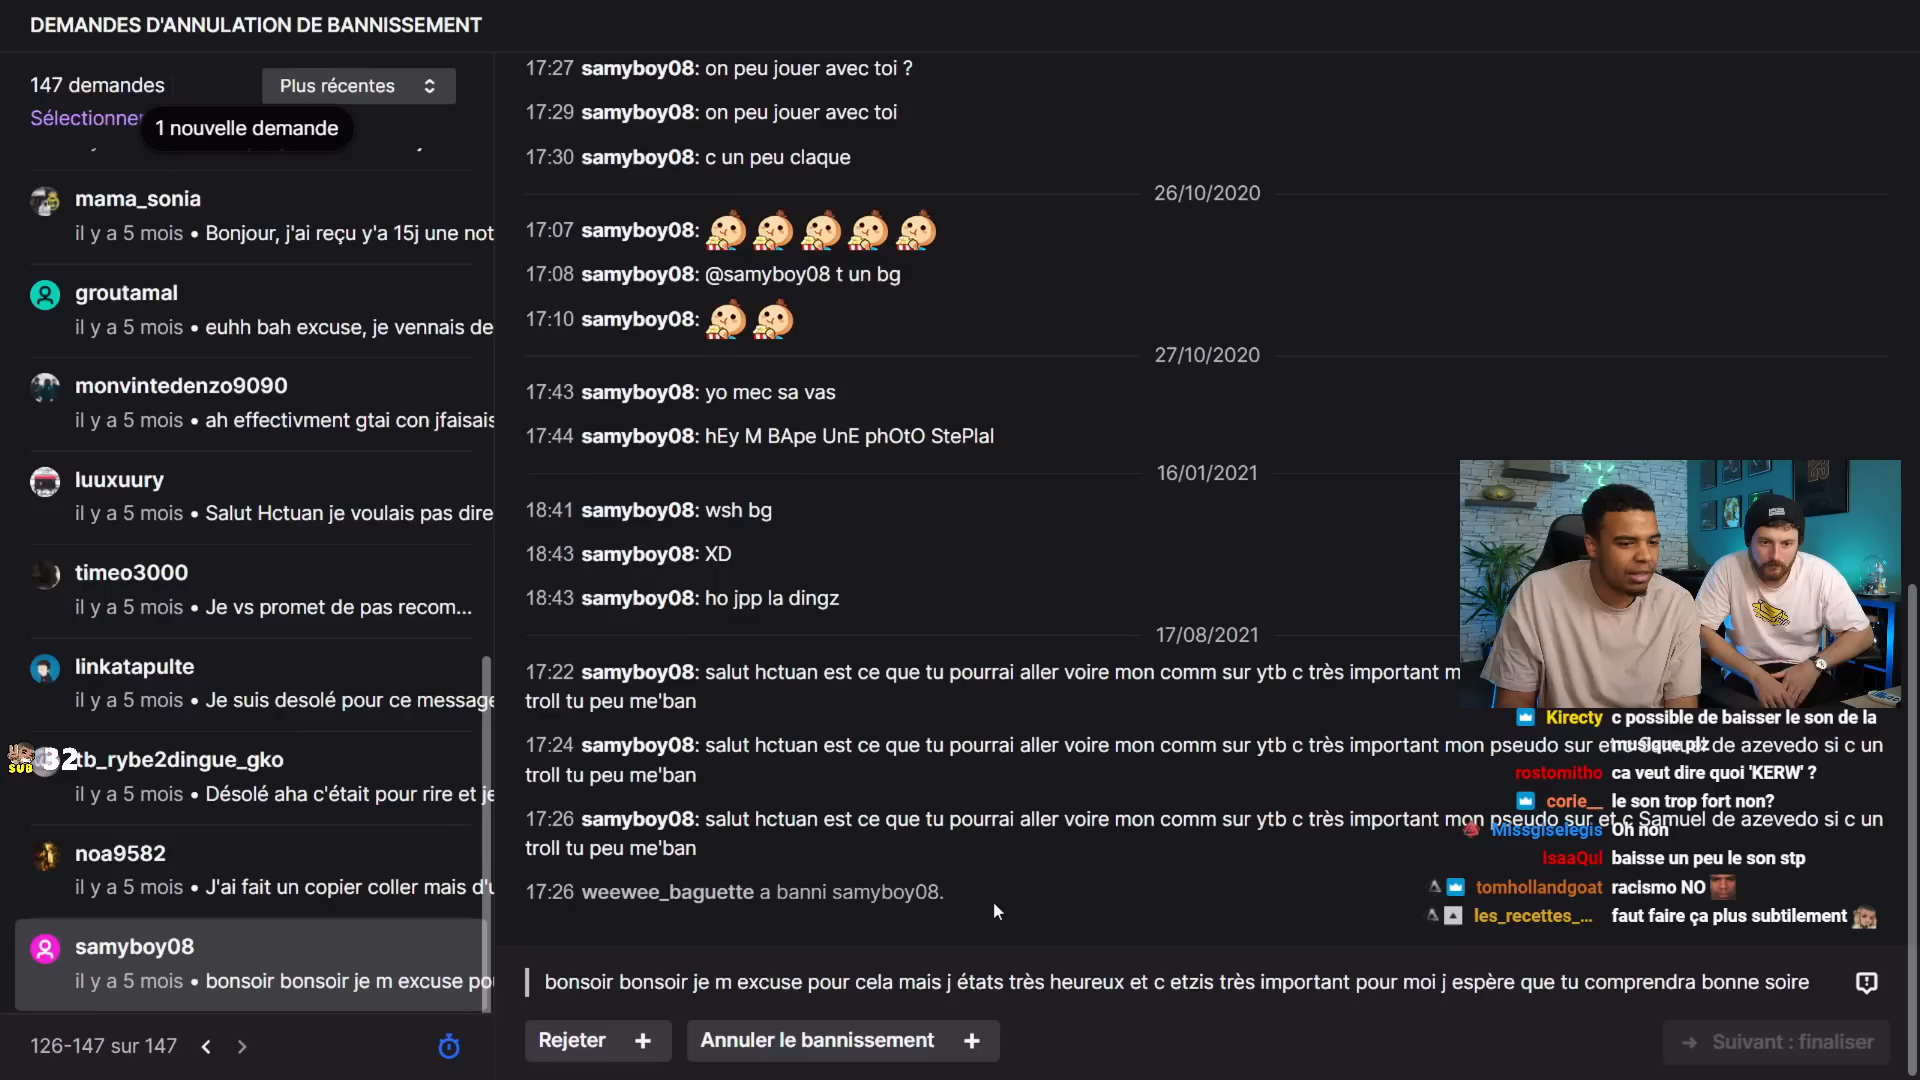 DEMANDES D'ANNULATION DE BANNISSEMENT
147 demandes
Plus récentes
Sélectionner
1 nouvelle demande
mama_sonia
il y a 5 mois • Bonjour, j'ai reçu y'a 15j une not
groutamal
il y a 5 mois • euhh bah excuse, je vennais de
monvintedenzo9090
il y a 5 mois • ah effectivment gtai con jfaisais
luuxuury
il y a 5 mois • Salut Hctuan je voulais pas dire
timeo3000
il y a 5 mois • Je vs promet de pas recom...
linkatapulte
il y a 5 mois • Je suis desolé pour ce message
SUB 32
tb_rybe2dingue_gko
il y a 5 mois • Désolé aha c'était pour rire et je
noa9582
il y a 5 mois • J'ai fait un copier coller mais d'u
samyboy08
il y a 5 mois • bonsoir bonsoir je m excuse po
126-147 sur 147
17:27 samyboy08: on peu jouer avec toi ?
17:29 samyboy08: on peu jouer avec toi
17:30 samyboy08: c un peu claque
26/10/2020
17:07 samyboy08:
17:08 samyboy08: @samyboy08 t un bg
17:10 samyboy08:
27/10/2020
17:43 samyboy08: yo mec sa vas
17:44 samyboy08: hEy M BApe UnE phOtO StePlaI
16/01/2021
18:41 samyboy08: wsh bg
18:43 samyboy08: XD
18:43 samyboy08: ho jpp la dingz
17/08/2021
17:22 samyboy08: salut hctuan est ce que tu pourrai aller voire mon comm sur ytb c très important m
troll tu peu me'ban
17:24 samyboy08: salut hctuan est ce que tu pourrai aller voire mon comm sur ytb c très important mon pseudo sur et c Samuel de azevedo si c un
troll tu peu me'ban
17:26 samyboy08: salut hctuan est ce que tu pourrai aller voire mon comm sur ytb c très important mon pseudo sur et c Samuel de azevedo si c un
troll tu peu me'ban
17:26 weewee_baguette a banni samyboy08.
Kirecty c possible de baisser le son de la
musique plz
rostomitho ca veut dire quoi 'KERW' ?
corie__ le son trop fort non?
Missgiselegis Oh non
IsaaQul baisse un peu le son stp
tomhollandgoat racismo NO
les_recettes_... faut faire ça plus subtilement
bonsoir bonsoir je m excuse pour cela mais j états très heureux et c etzis très important pour moi j espère que tu comprendra bonne soire
Rejeter +
Annuler le bannissement +
Suivant : finaliser